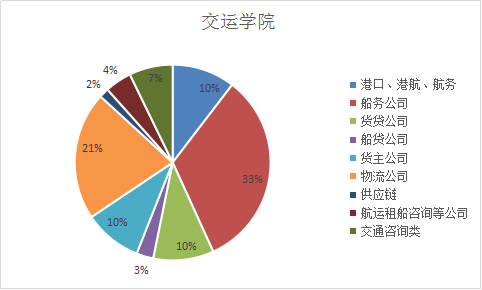 交运学院
4%
7%
2%
10%
21%
33%
10%
10%
3%
港口、港航、航务
船务公司
货贷公司
船贷公司
货主公司
物流公司
供应链
航运租船咨询等公司
交通咨询类